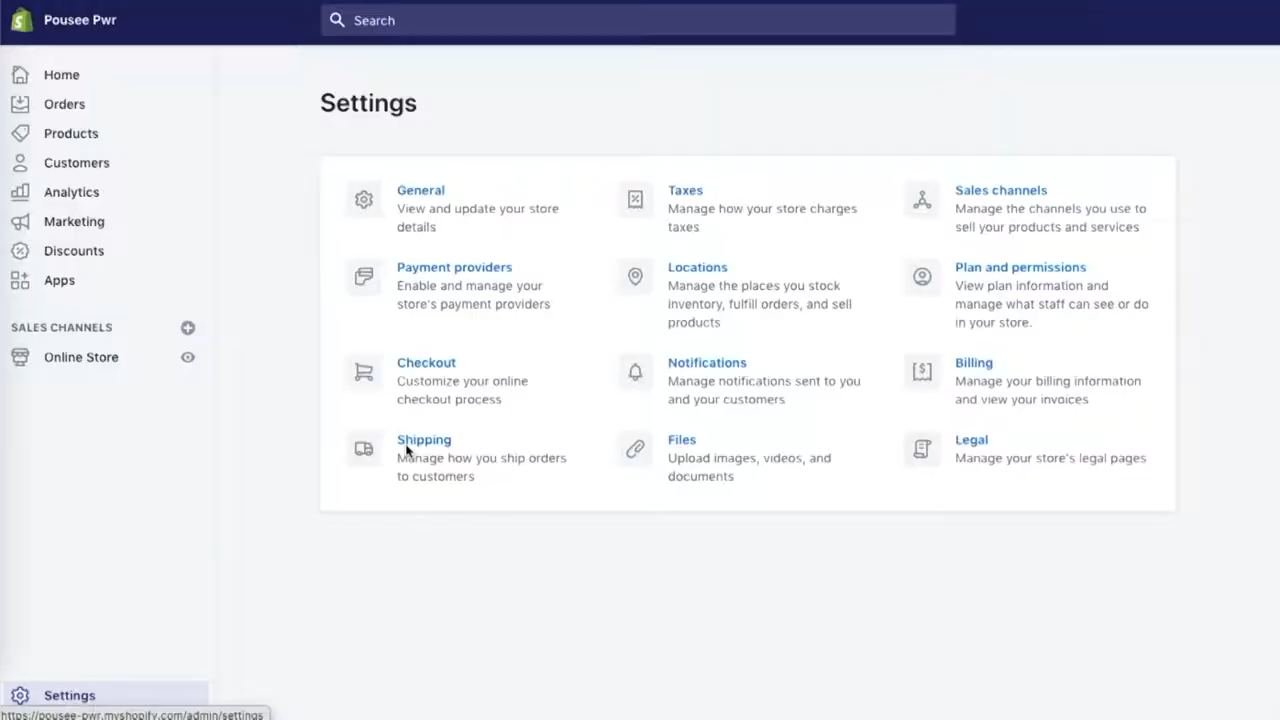 Pousee Pwr
Search
Home
Orders
Products
Customers
Analytics
Marketing
Discounts
Apps
SALES CHANNELS
Online Store
Settings
https://pousee-pwr.myshopify.com/admin/settings
Settings
General
View and update your store
details
Taxes
Manage how your store charges
taxes
Sales channels
Manage the channels you use to
sell your products and services
Payment providers
Enable and manage your
store's payment providers
Locations
Manage the places you stock
inventory, fulfill orders, and sell
products
Plan and permissions
View plan information and
manage what staff can see or do
in your store.
Checkout
Customize your online
checkout process
Notifications
Manage notifications sent to you
and your customers
Billing
Manage your billing information
and view your invoices
Shipping
Manage how you ship orders
to customers
Files
Upload images, videos, and
documents
Legal
Manage your store's legal pages